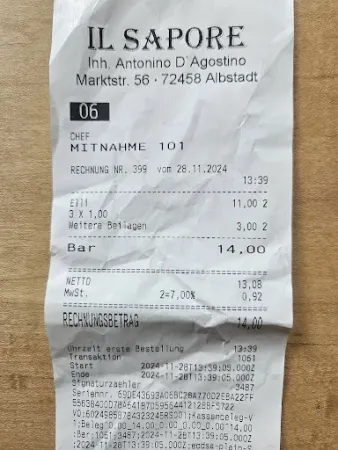 IL SAPORE
Inh. Antonino D´Agostino
Marktstr. 56 · 72458 Albstadt
06
CHEF
MITNAHME 101
RECHNUNG NR. 399 vom 28.11.2024
13:39
Efli 11,00 2
3 X 1,00
Weitere Beilagen 3,00 2
Bar 14,00
NETTO 13,08
MwSt. 2=7,00% 0,92
RECHNUNGSBETRAG 14,00
Uhrzeit erste Bestellung 13:39
Transaktion 1061
Start 2024-11-28T13:39:05.000Z
Ende 2024-11-28T13:39:05.000Z
Signaturzähler 3487
Seriennr.